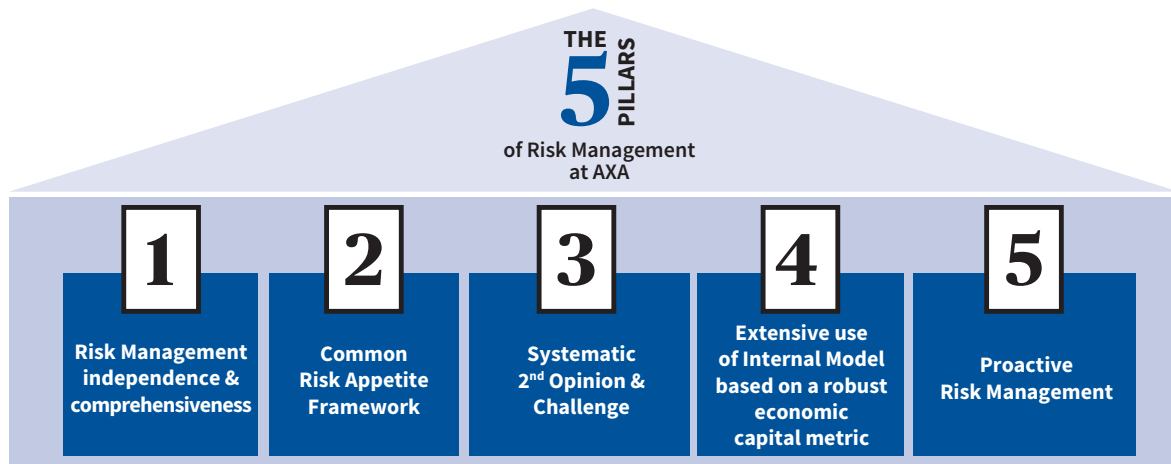 THE
5
PILLARS
of Risk Management
at AXA
1
Risk Management
independence &
comprehensiveness
2
Common
Risk Appetite
Framework
3
Systematic
2nd Opinion &
Challenge
4
Extensive use
of Internal Model
based on a robust
economic
capital metric
5
Proactive
Risk Management